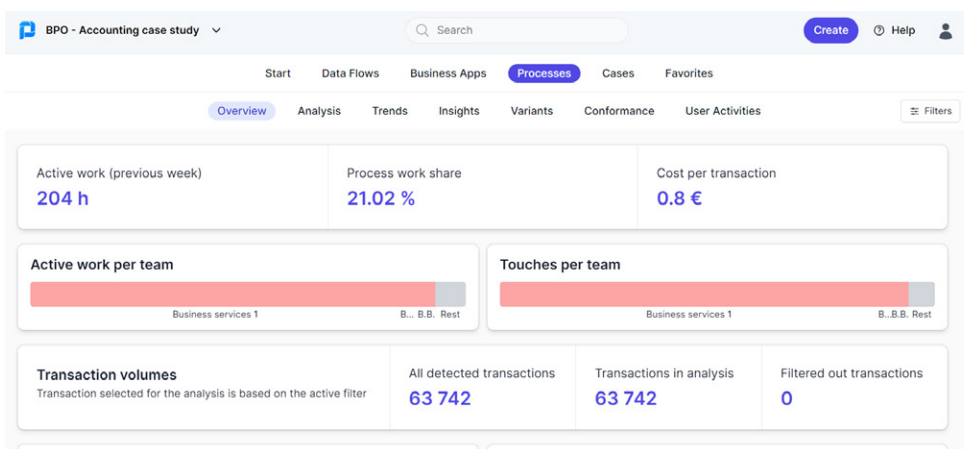 BPO - Accounting case study
Search
Create
Help
Start Data Flows Business Apps Processes Cases Favorites
Overview Analysis Trends Insights Variants Conformance User Activities
Filters
Active work (previous week) Process work share Cost per transaction
204 h 21.02 % 0.8 €
Active work per team
Business services 1 B... B.B. Rest
Touches per team
Business services 1 B...B.B. Rest
Transaction volumes
Transaction selected for the analysis is based on the active filter
All detected transactions
63 742
Transactions in analysis
63 742
Filtered out transactions
0